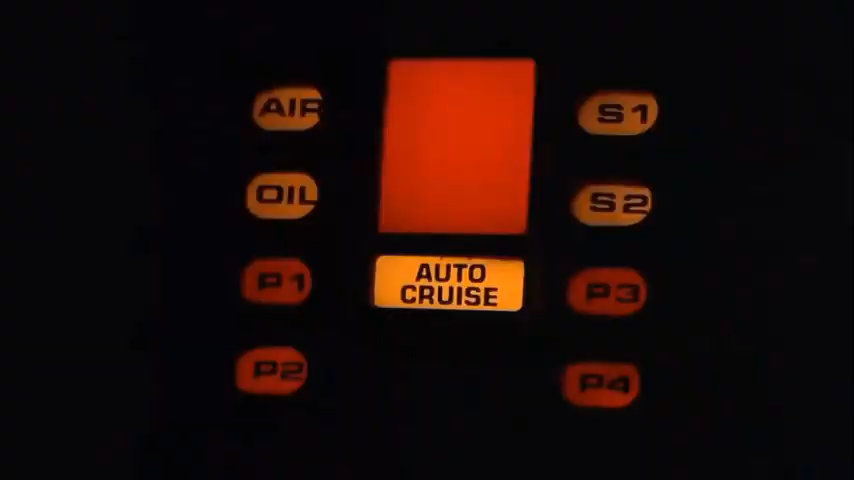 AIR
OIL
P1
P2
AUTO
CRUISE
S1
S2
P3
P4